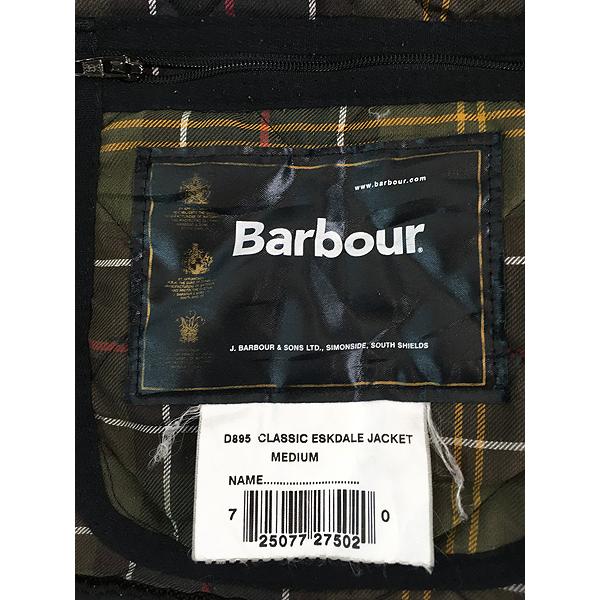 www.barbour.com
Barbour®
J. BARBOUR & SONS LTD., SIMONSIDE, SOUTH SHIELDS
D895 CLASSIC ESKDALE JACKET
MEDIUM
NAME..............................
7 25077 27502 0